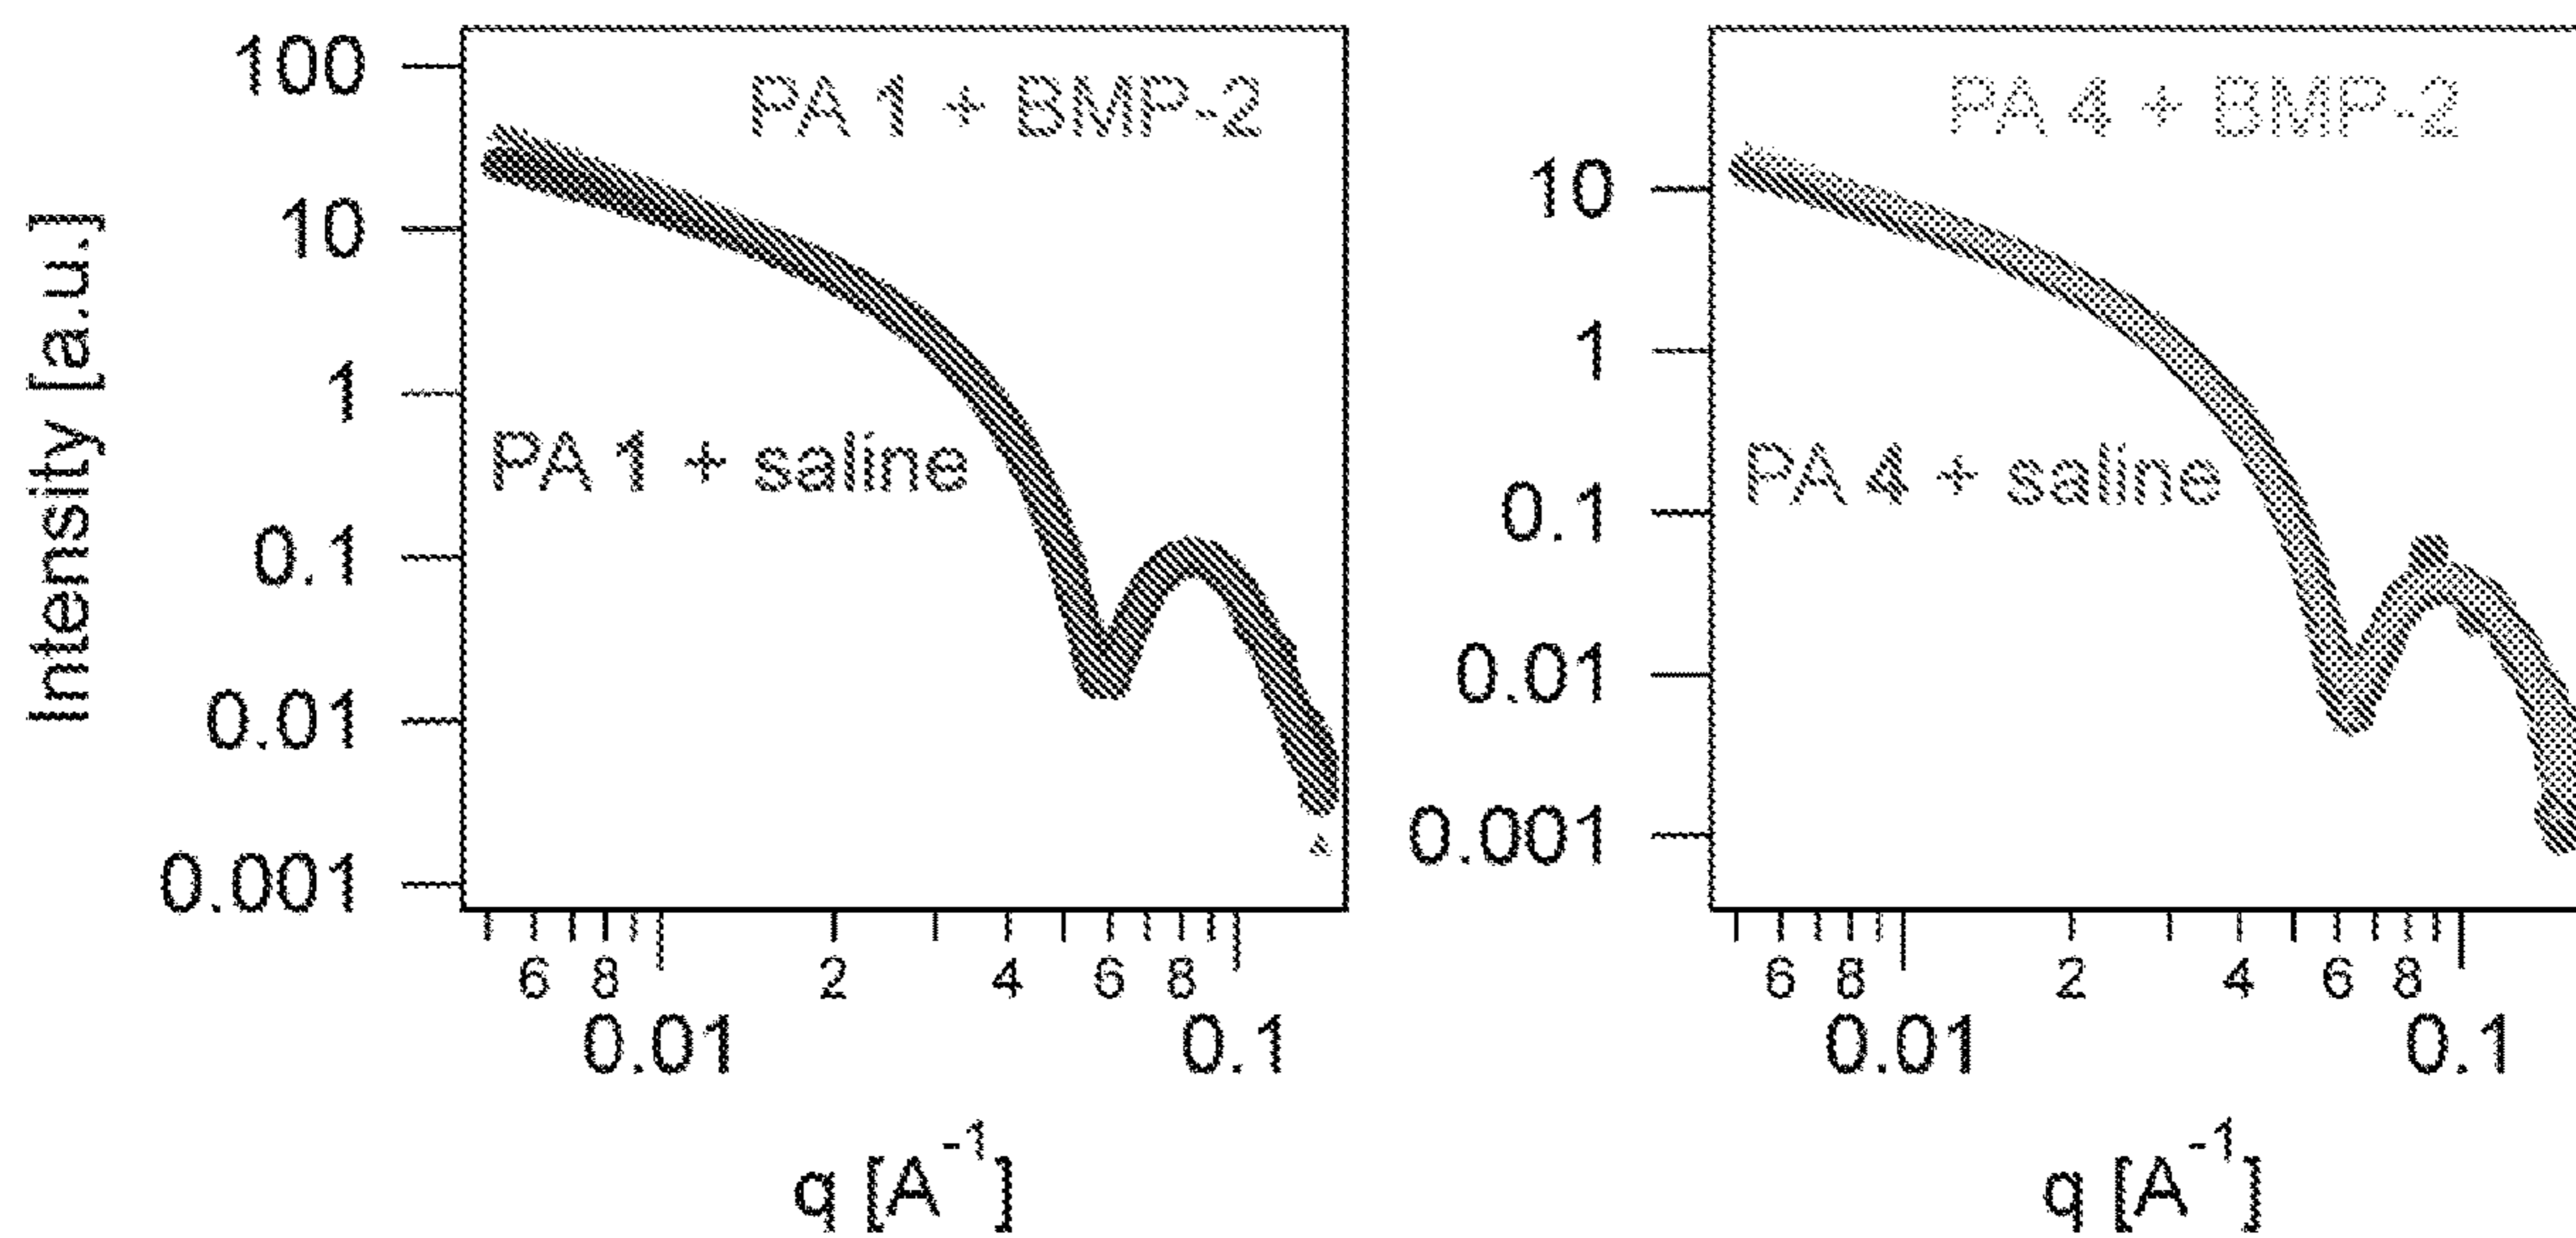 Intensity [a.u.]
100
10
1
0.1
0.01
0.001
PA 1 + BMP-2
PA 1 + saline
6 8 2 4 6 8
0.01 0.1
q [A⁻¹]
10
1
0.1
0.01
0.001
PA 4 + BMP-2
PA 4 + saline
6 8 2 4 6 8
0.01 0.1
q [A⁻¹]